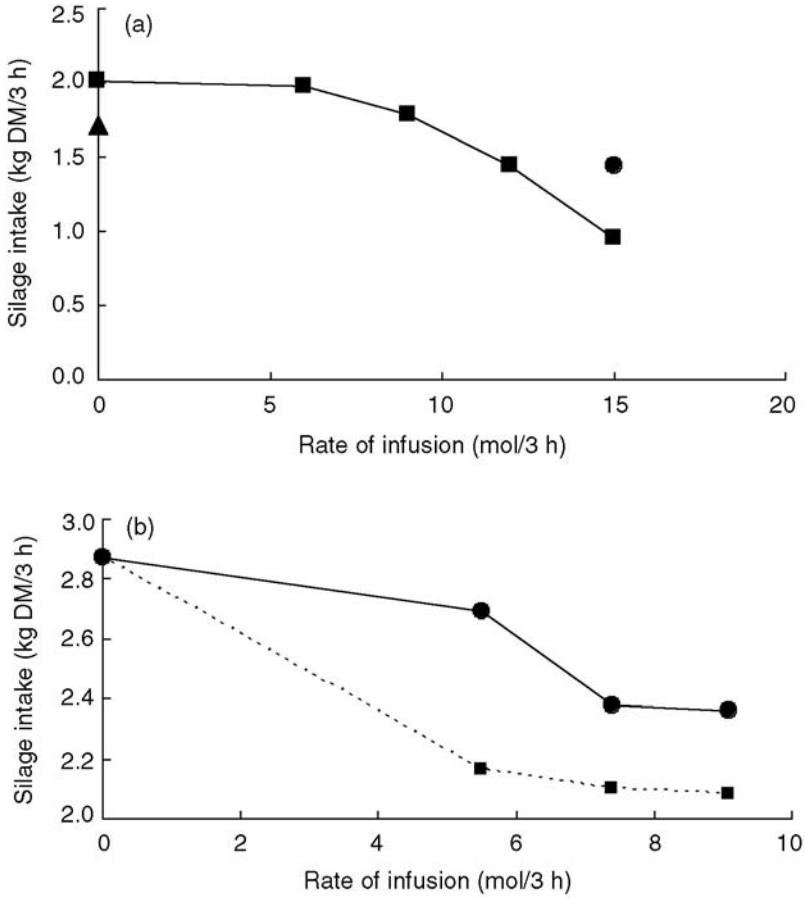 (a)
2.5
2.0
1.5
1.0
0.5
0.0
Silage intake (kg DM/3 h)
0 5 10 15 20
Rate of infusion (mol/3 h)
(b)
3.0
2.8
2.6
2.4
2.2
2.0
Silage intake (kg DM/3 h)
0 2 4 6 8 10
Rate of infusion (mol/3 h)